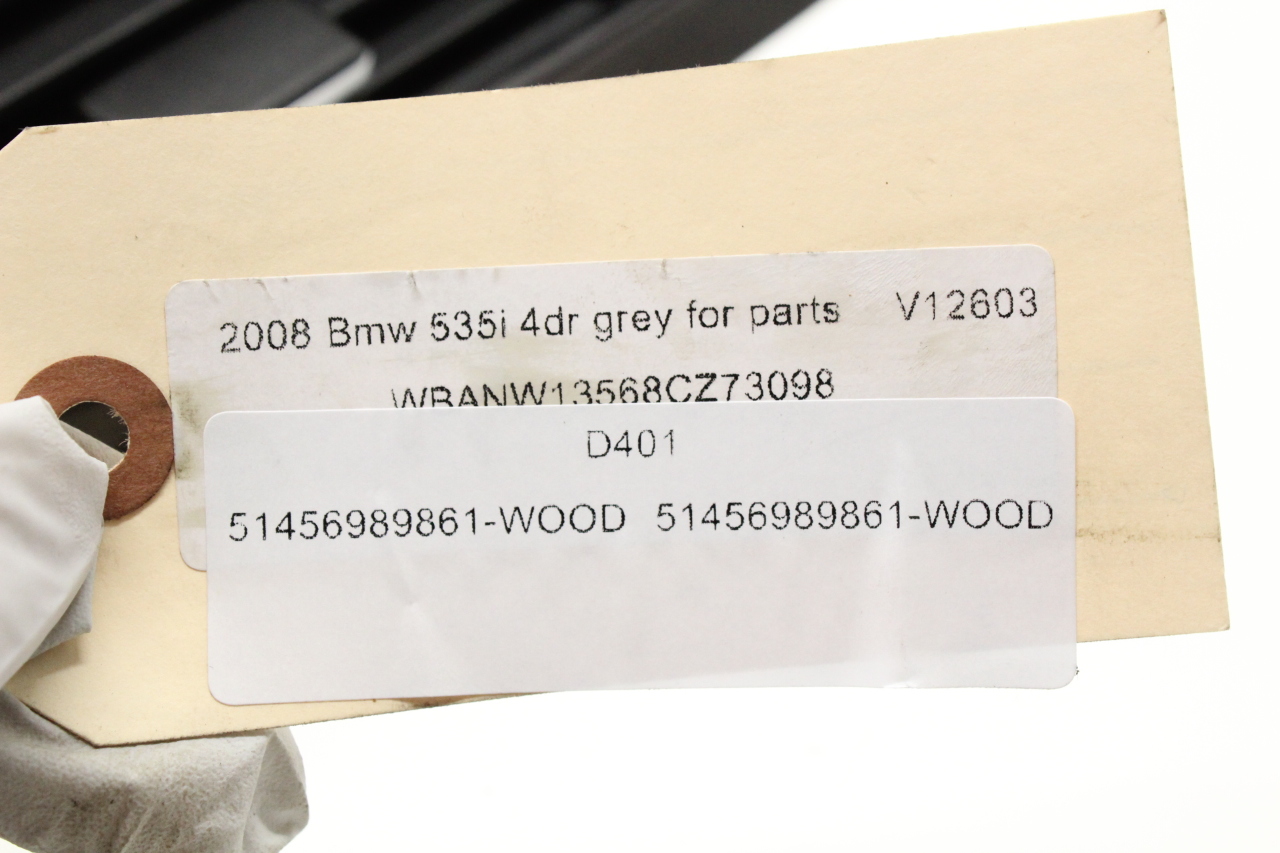 2008 Bmw 535i 4dr grey for parts V12603
WBANW13568CZ73098
D401
51456989861-WOOD 51456989861-WOOD